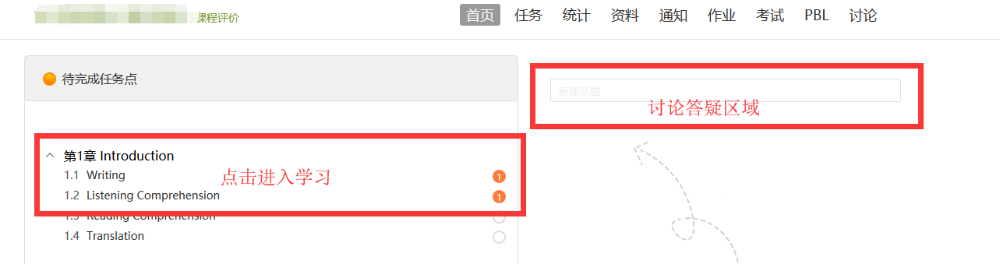 课程评价
首页 任务 统计 资料 通知 作业 考试 PBL 讨论
待完成任务点
新建话题
讨论答疑区域
第1章 Introduction
1.1 Writing 1
点击进入学习
1.2 Listening Comprehension 1
1.3 Reading Comprehension
1.4 Translation